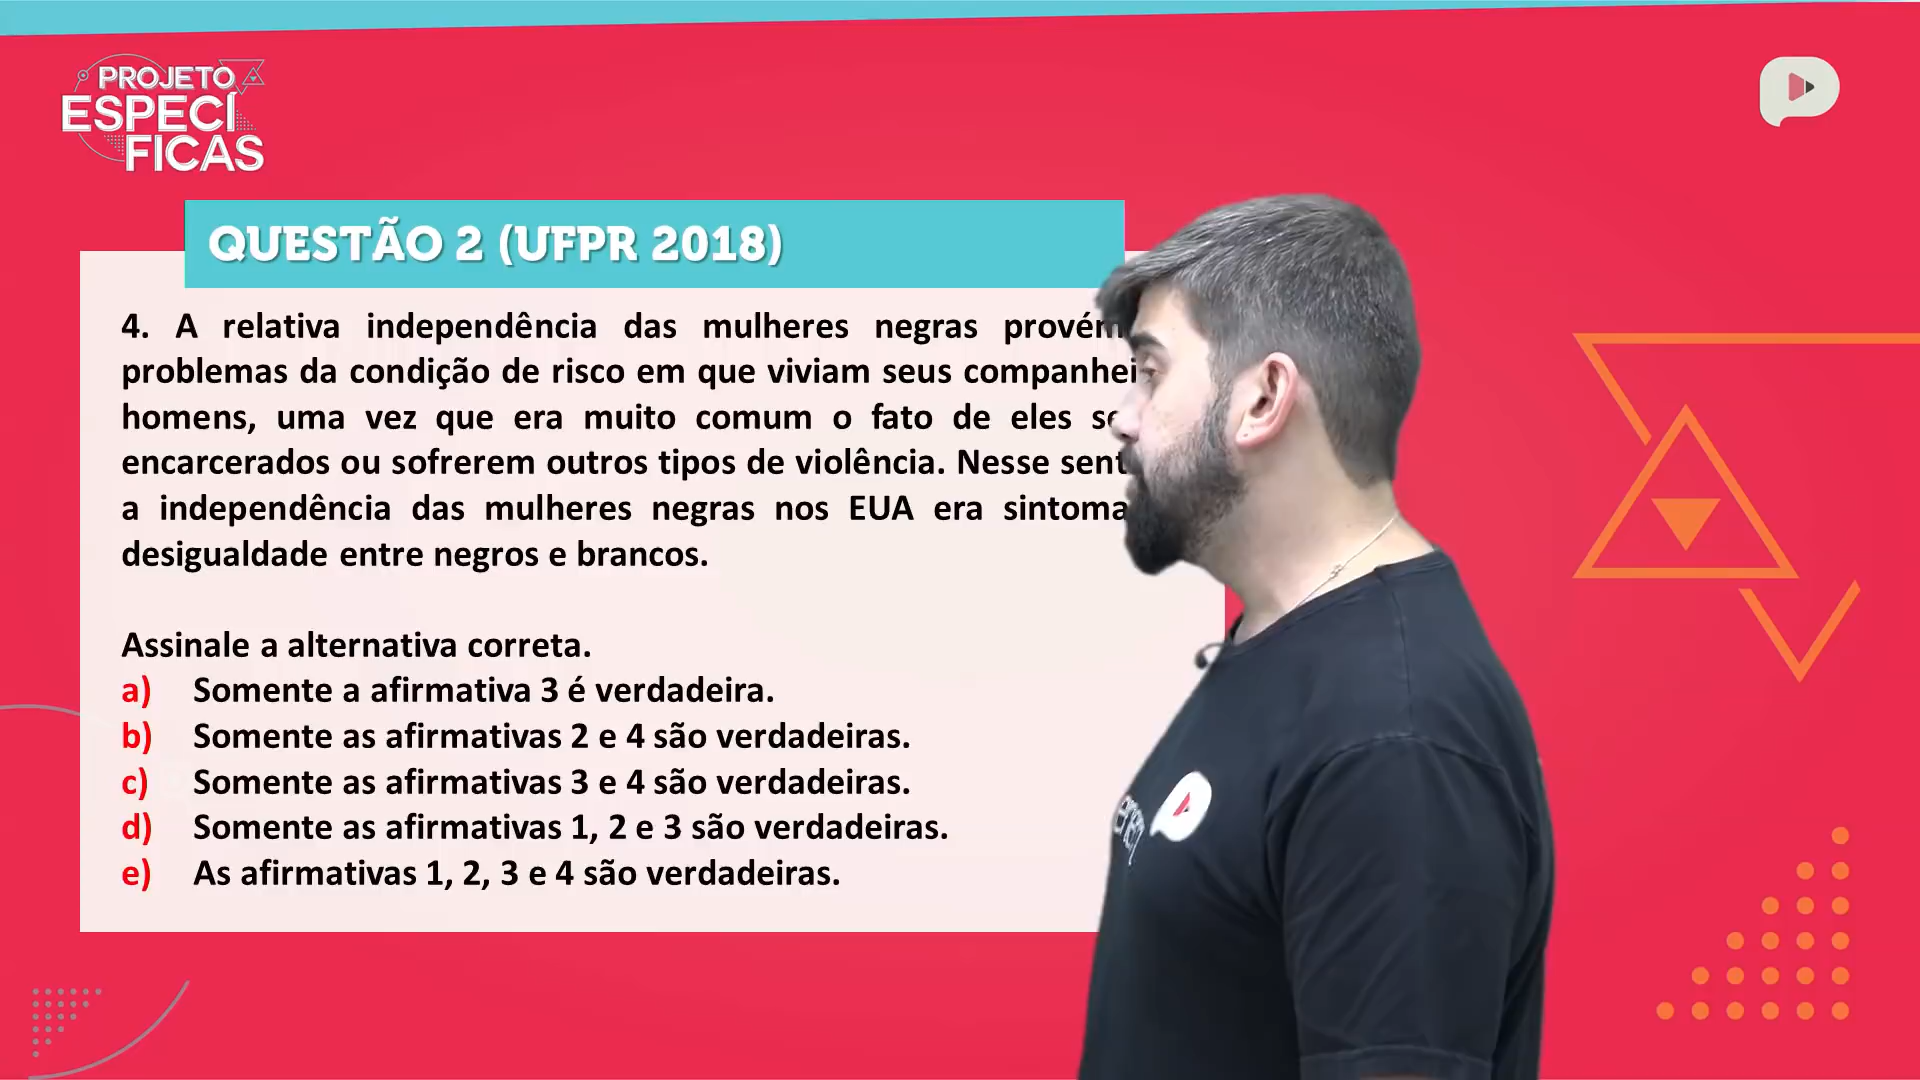 PROJETO
ESPECÍ
FICAS
QUESTÃO 2 (UFPR 2018)
4. A relativa independência das mulheres negras
problemas da condição de risco em que viviam seus
homens, uma vez que era muito comum o fato de eles
encarcerados ou sofrerem outros tipos de violência. Nesse
a independência das mulheres negras nos EUA era sintoma
desigualdade entre negros e brancos.
Assinale a alternativa correta.
a) Somente a afirmativa 3 é verdadeira.
b) Somente as afirmativas 2 e 4 são verdadeiras.
c) Somente as afirmativas 3 e 4 são verdadeiras.
d) Somente as afirmativas 1, 2 e 3 são verdadeiras.
e) As afirmativas 1, 2, 3 e 4 são verdadeiras.